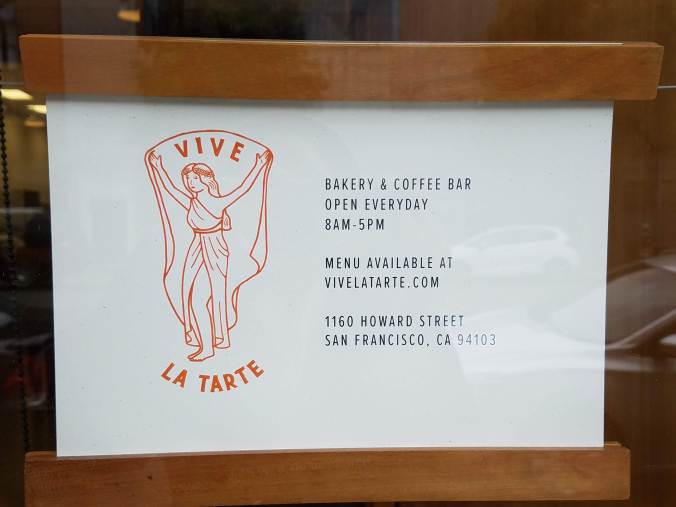 VIVE
LA TARTE
BAKERY & COFFEE BAR
OPEN EVERYDAY
8AM-5PM
MENU AVAILABLE AT
VIVELATARTE.COM
1160 HOWARD STREET
SAN FRANCISCO, CA 94103